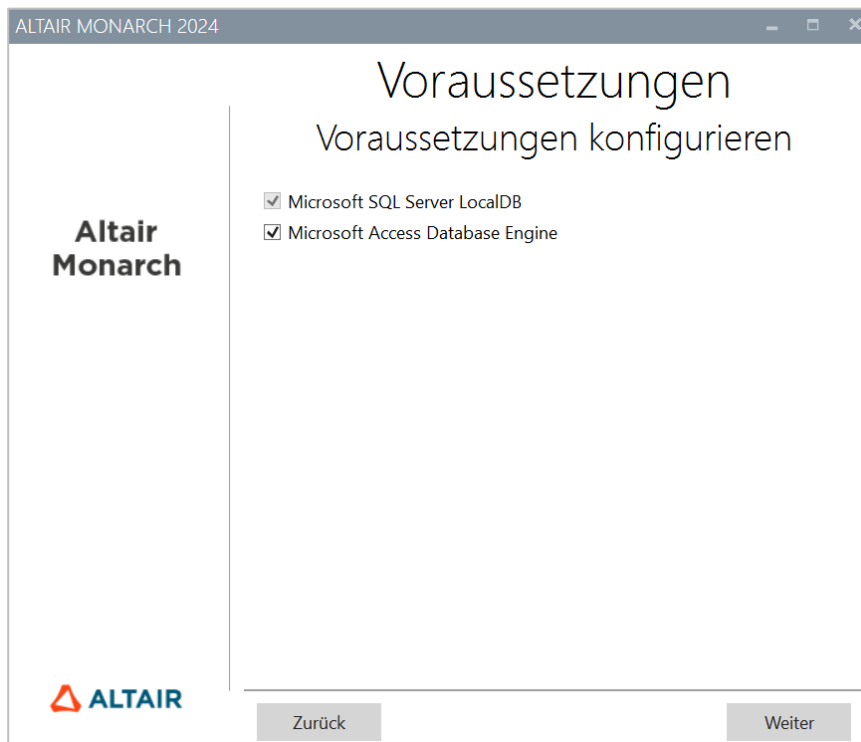 ALTAIR MONARCH 2024
Voraussetzungen
Voraussetzungen konfigurieren
Microsoft SQL Server LocalDB
Microsoft Access Database Engine
Altair
Monarch
ALTAIR
Zurück
Weiter